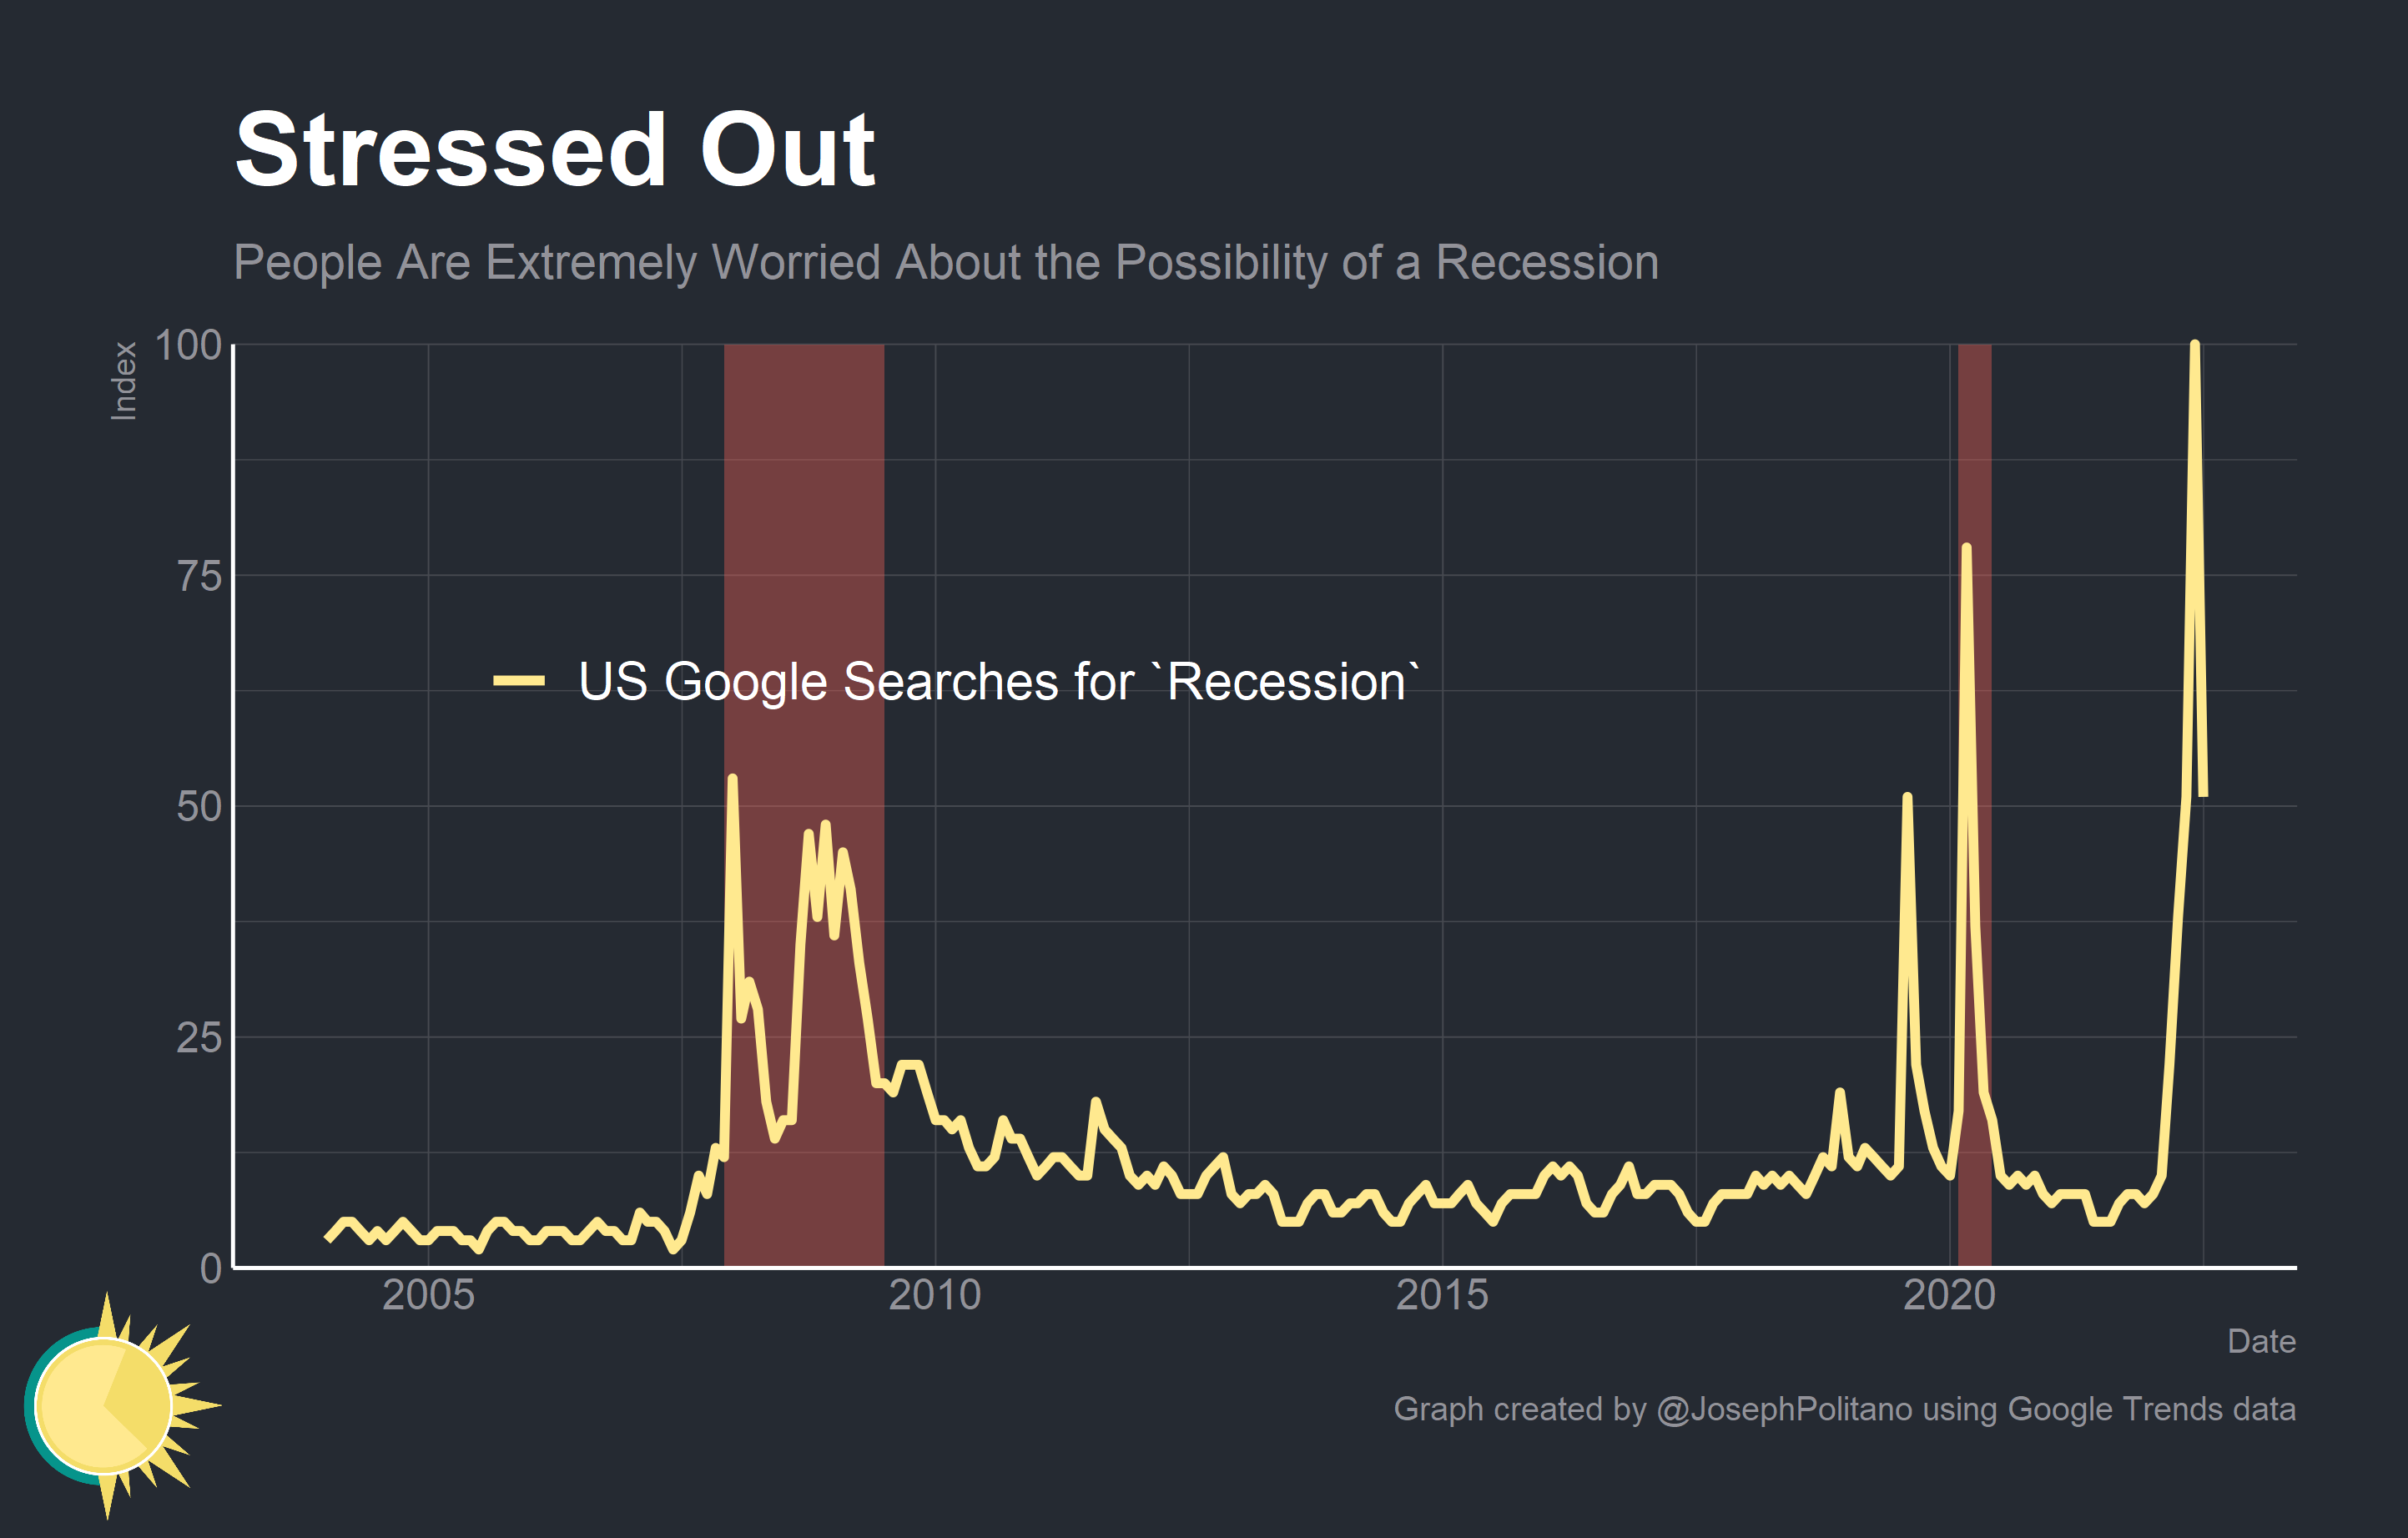 Stressed Out
People Are Extremely Worried About the Possibility of a Recession
Index
100
75
50
25
0
US Google Searches for `Recession`
2005
2010
2015
2020
Date
Graph created by @JosephPolitano using Google Trends data